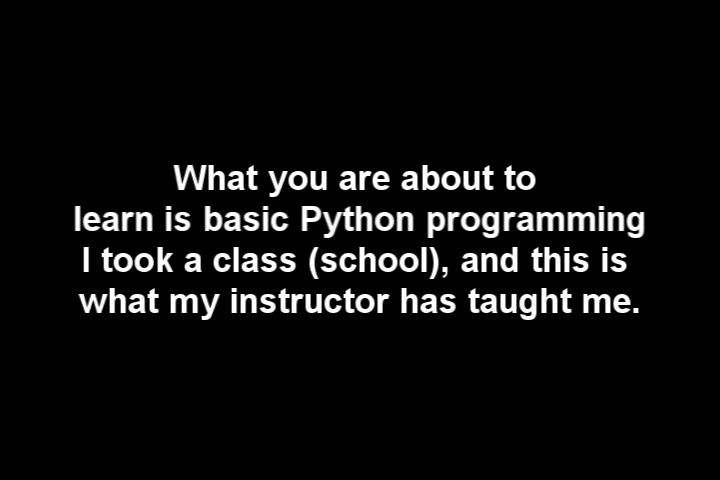 What you are about to
learn is basic Python programming
I took a class (school), and this is
what my instructor has taught me.